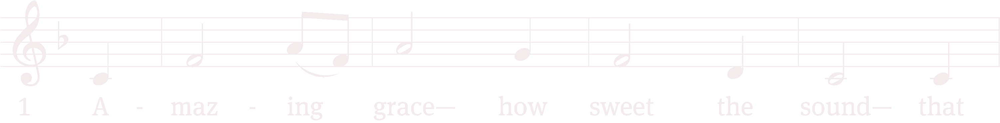 1 A - maz - ing grace— how sweet the sound— that